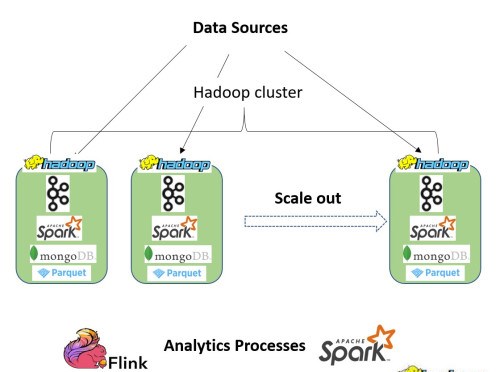 Data Sources
Hadoop cluster
hadoop hadoop hadoop
Scale out
APACHE Spark APACHE Spark APACHE Spark
mongoDB mongoDB mongoDB
Parquet Parquet Parquet
Flink
Analytics Processes
APACHE
Spark